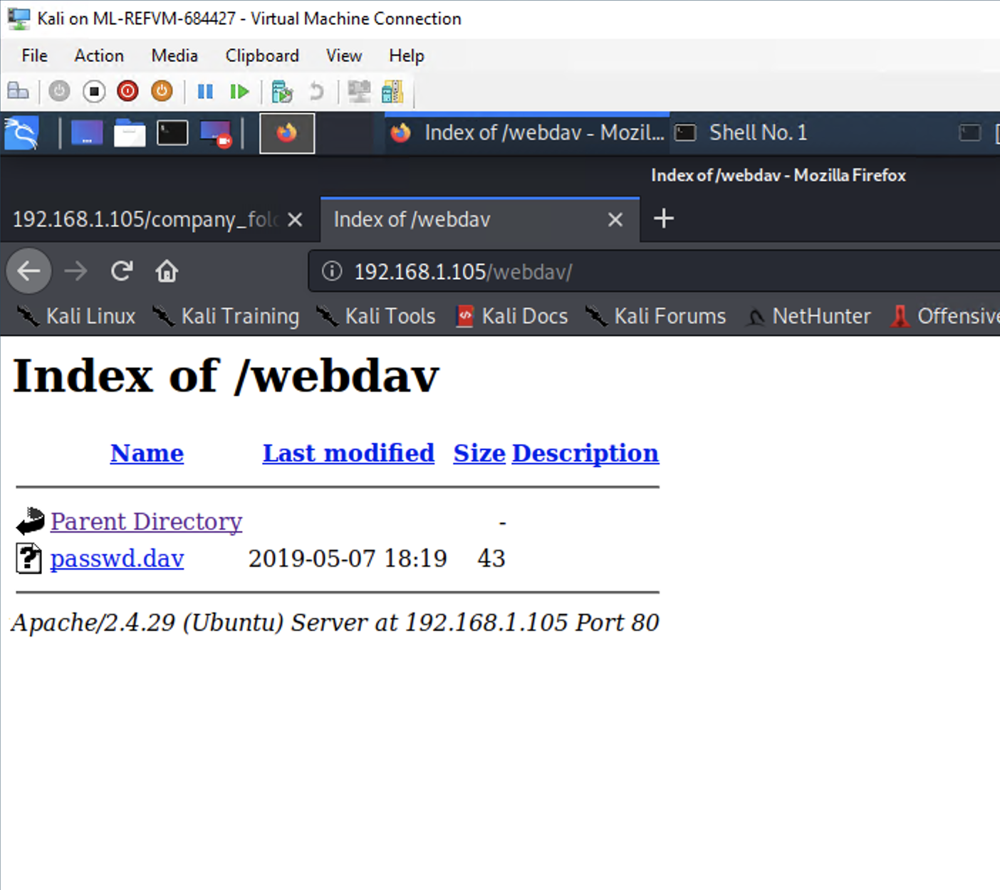 Kali on ML-REFVM-684427 - Virtual Machine Connection
File Action Media Clipboard View Help
Index of /webdav - Mozil... Shell No. 1
Index of /webdav - Mozilla Firefox
192.168.1.105/company_fol Index of /webdav
192.168.1.105/webdav/
Kali Linux Kali Training Kali Tools Kali Docs Kali Forums NetHunter Offensive
Index of /webdav
Name Last modified Size Description
Parent Directory -
passwd.dav 2019-05-07 18:19 43
Apache/2.4.29 (Ubuntu) Server at 192.168.1.105 Port 80